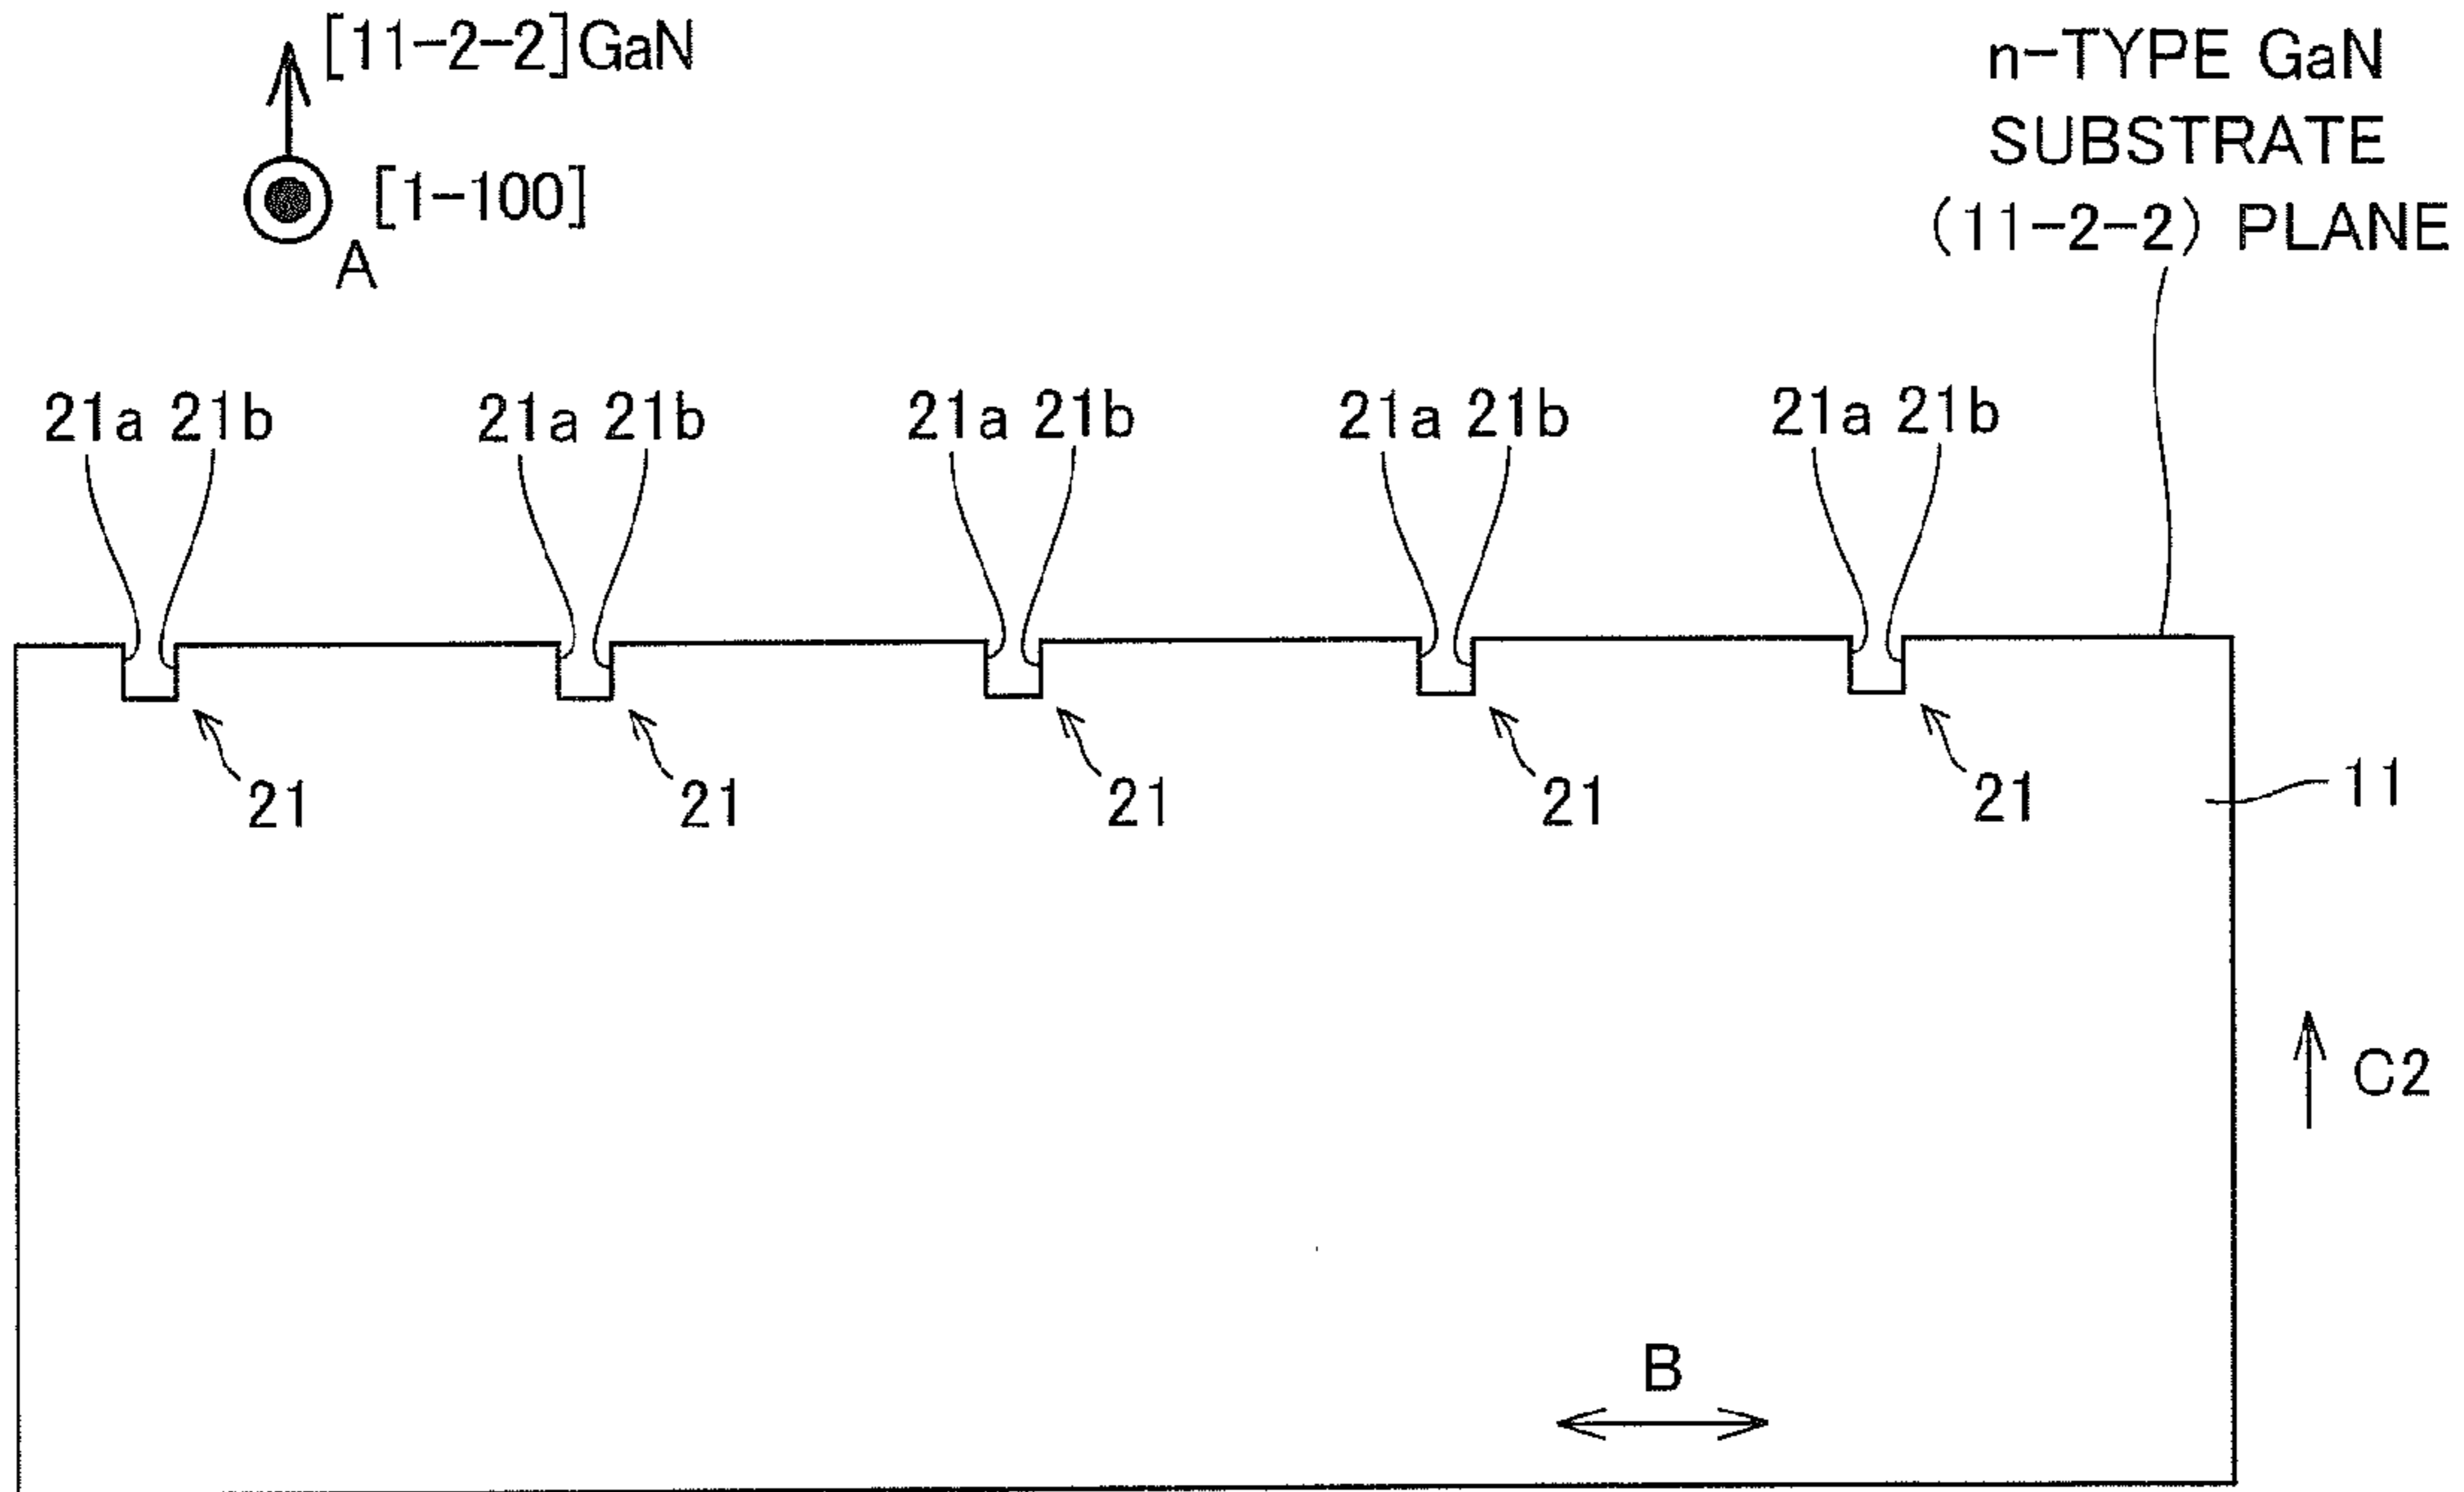 [11-2-2]GaN
[1-100]
A
n-TYPE GaN
SUBSTRATE
(11-2-2) PLANE
21a 21b 21a 21b 21a 21b 21a 21b 21a 21b
21 21 21 21 21
11
C2
B